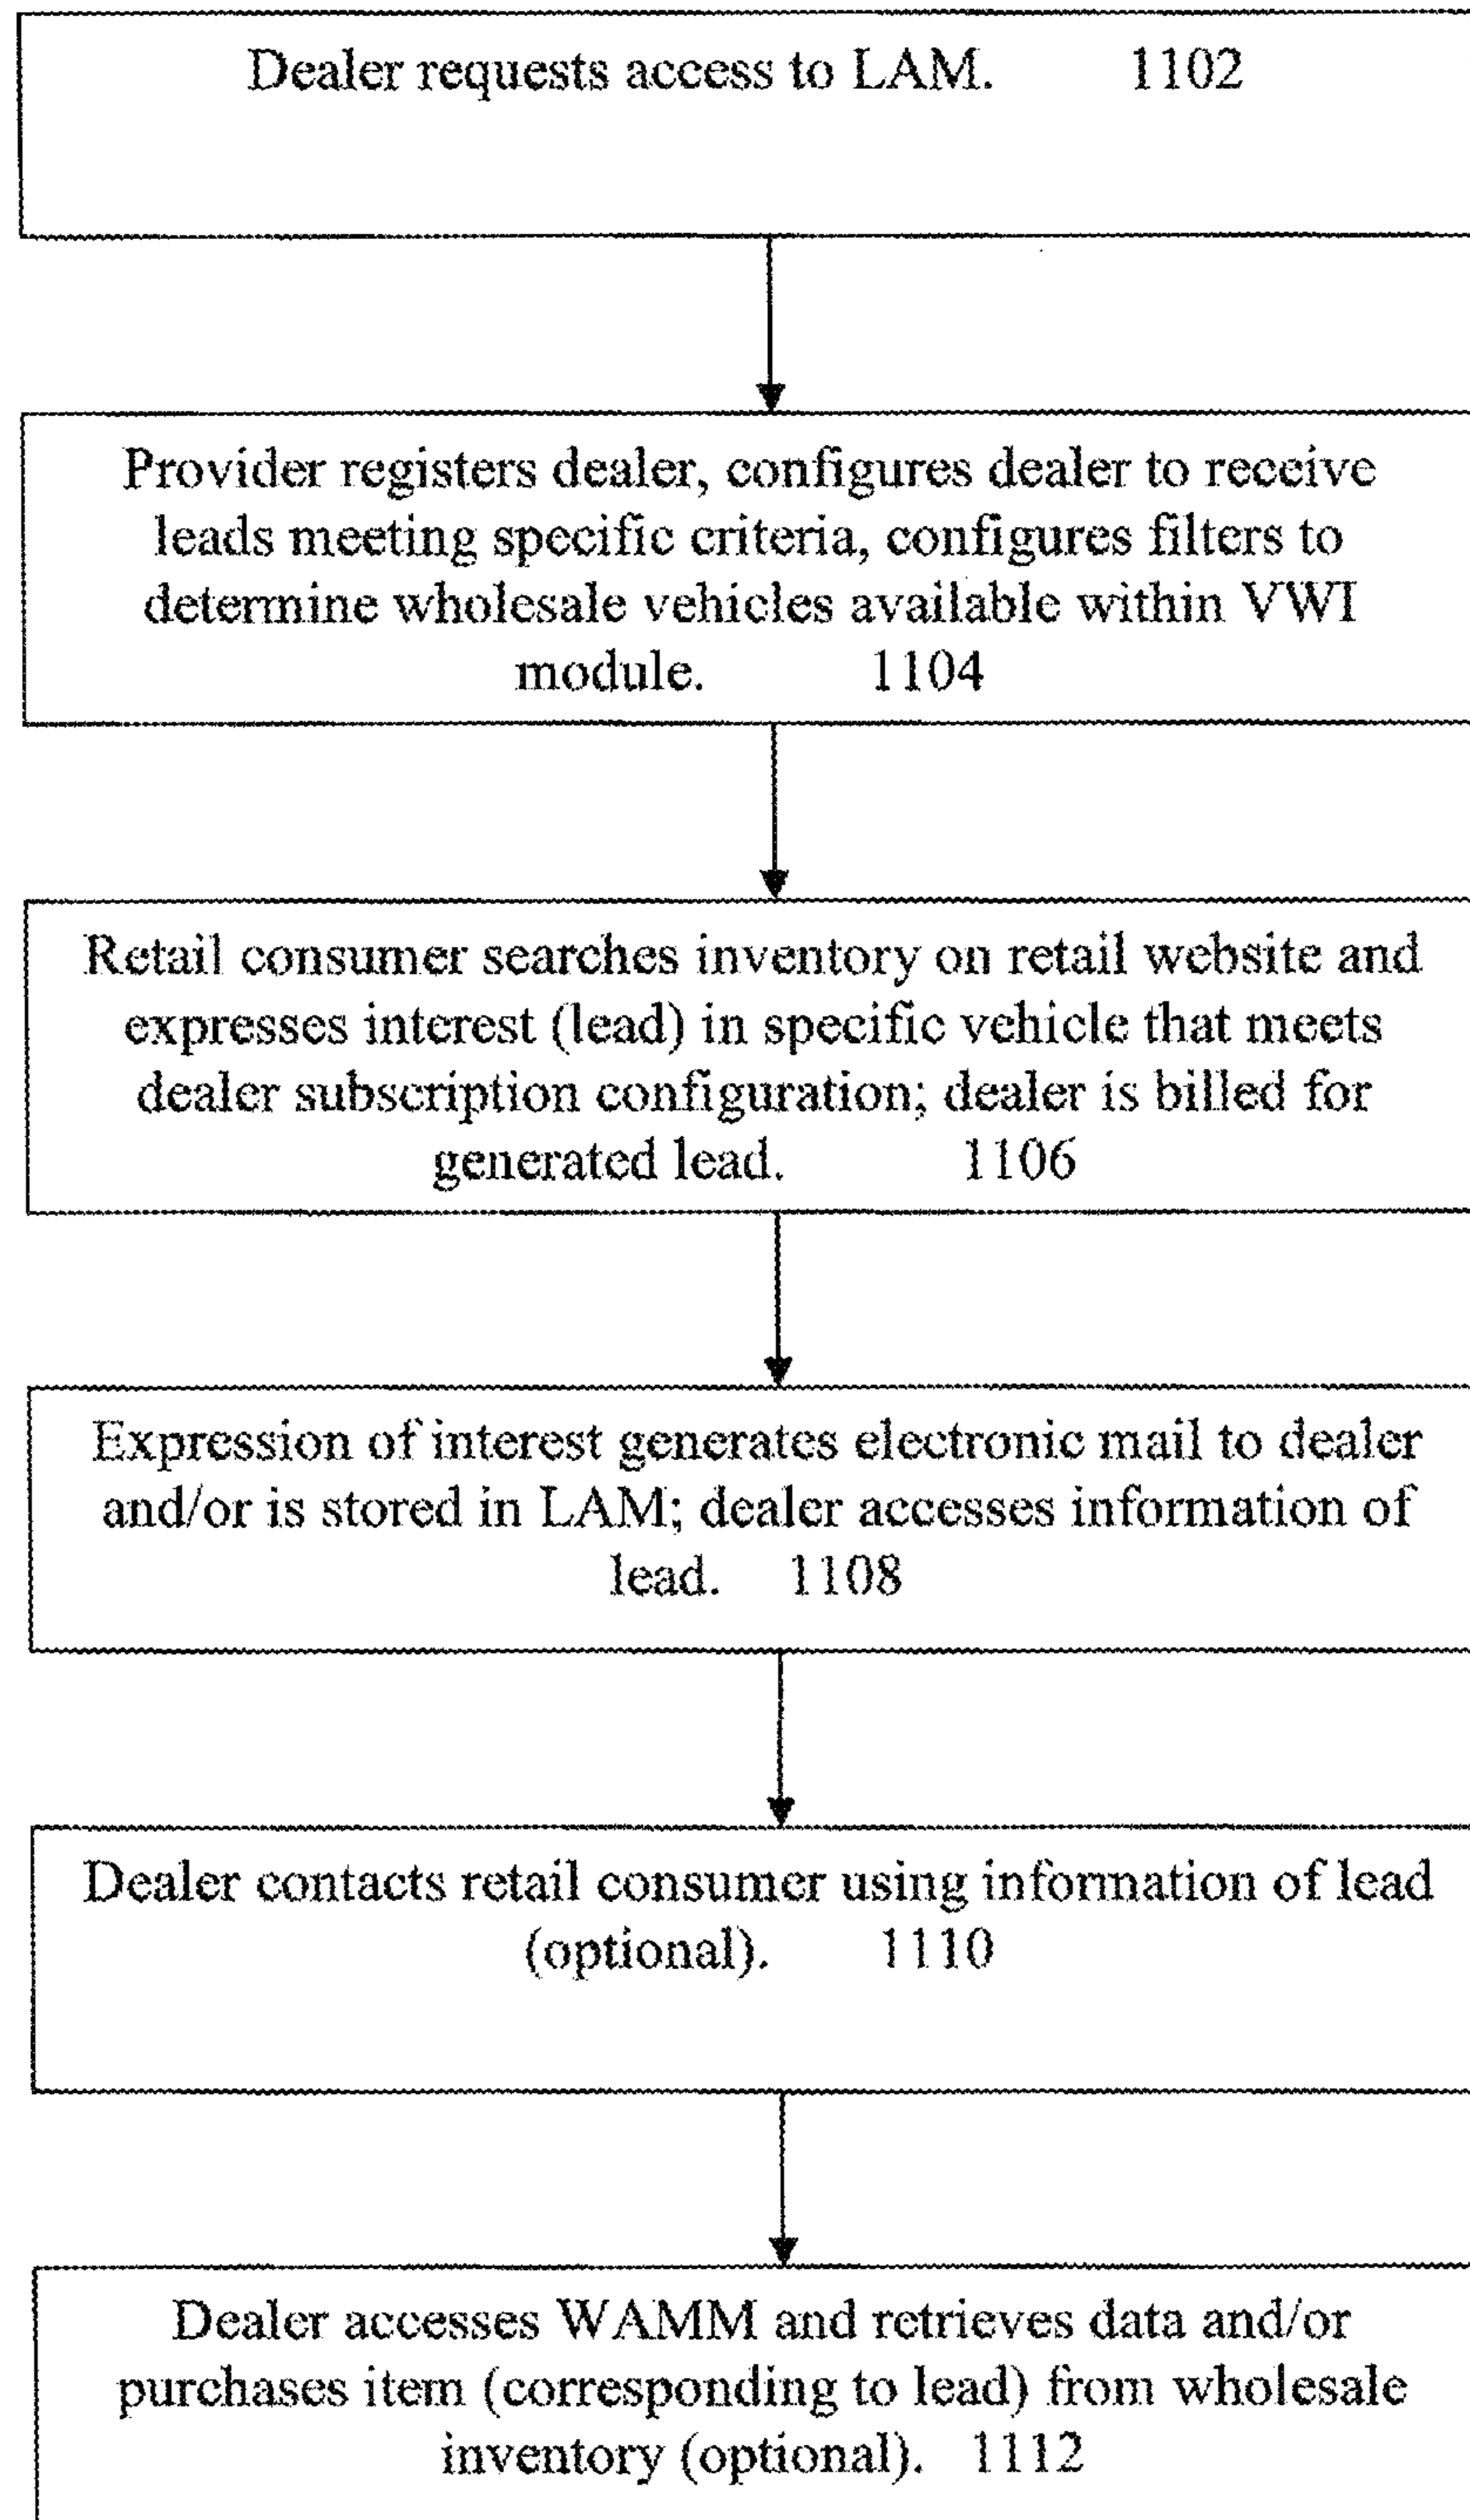 Dealer requests access to LAM. 1102
Provider registers dealer, configures dealer to receive
leads meeting specific criteria, configures filters to
determine wholesale vehicles available within VWI
module. 1104
Retail consumer searches inventory on retail website and
expresses interest (lead) in specific vehicle that meets
dealer subscription configuration; dealer is billed for
generated lead. 1106
Expression of interest generates electronic mail to dealer
and/or is stored in LAM; dealer accesses information of
lead. 1108
Dealer contacts retail consumer using information of lead
(optional). 1110
Dealer accesses WAMM and retrieves data and/or
purchases item (corresponding to lead) from wholesale
inventory (optional). 1112